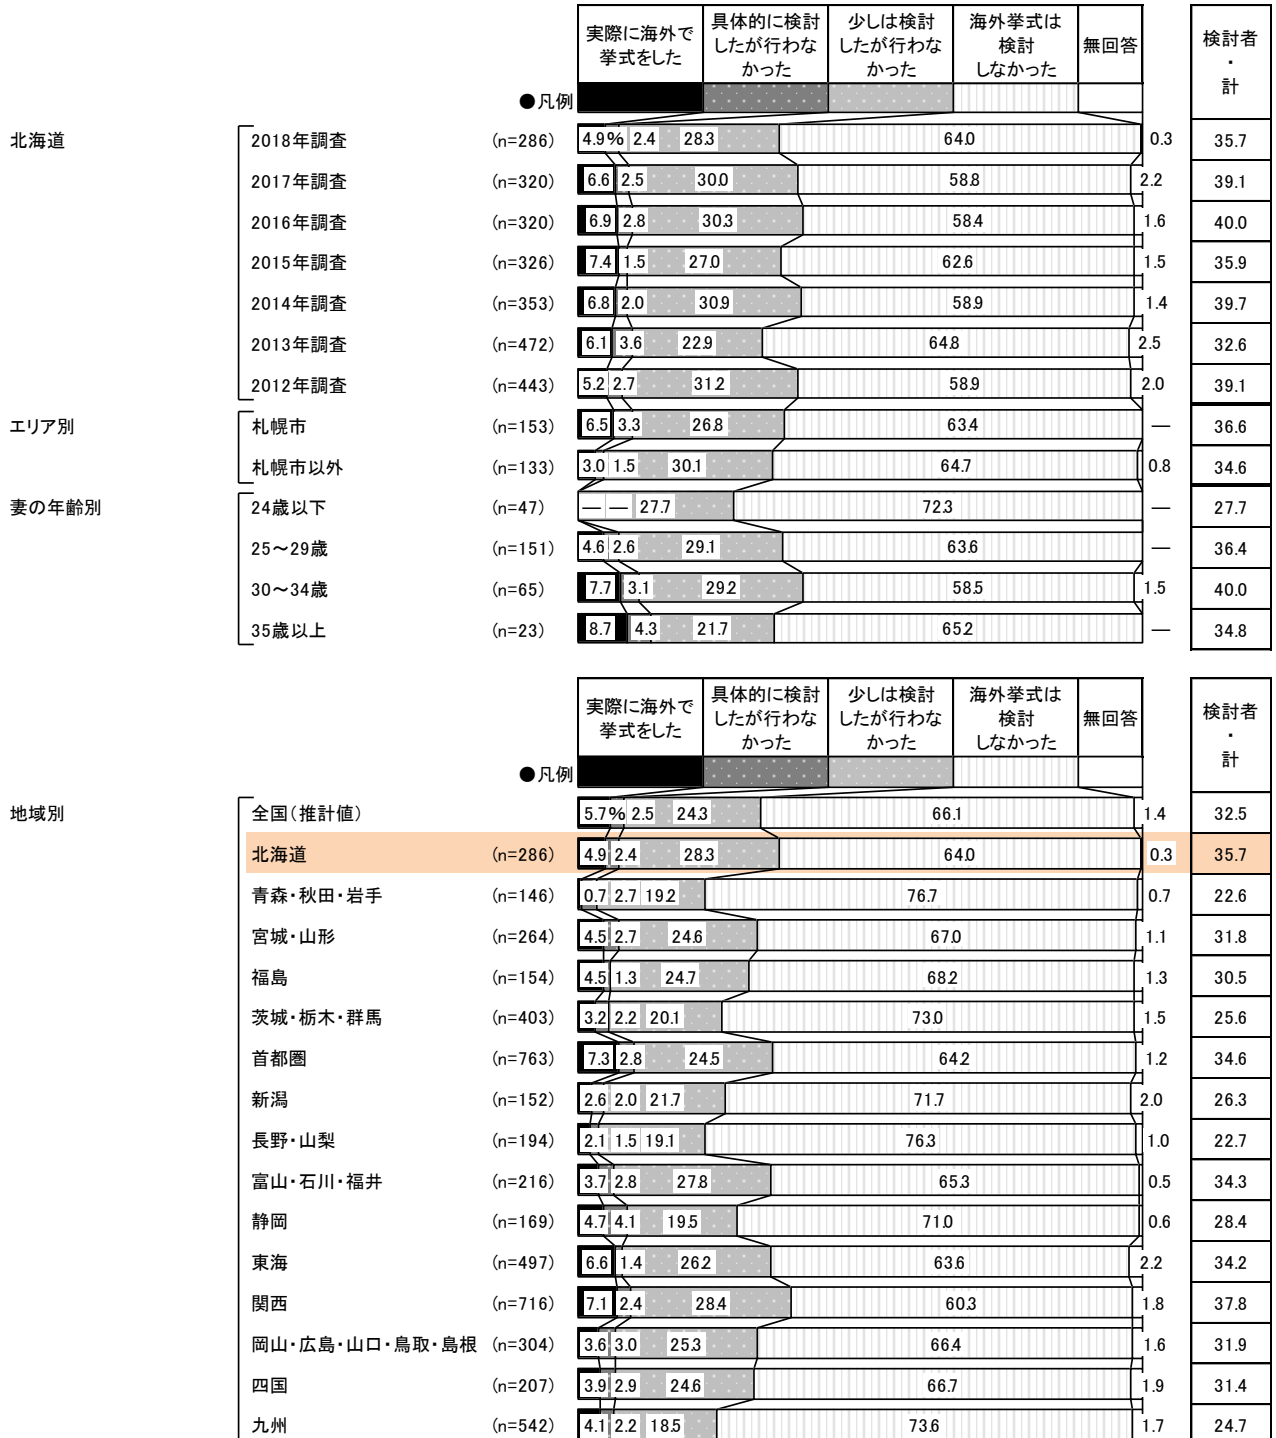 実際に海外で
挙式をした
具体的に検討
したが行わな
かった
少しは検討
したが行わな
かった
海外挙式は
検討
しなかった
無回答
検討者
・
計
●凡例
北海道 2018年調査 (n=286) 4.9% 2.4 28.3 64.0 0.3 35.7
2017年調査 (n=320) 6.6 2.5 30.0 58.8 2.2 39.1
2016年調査 (n=320) 6.9 2.8 30.3 58.4 1.6 40.0
2015年調査 (n=326) 7.4 1.5 27.0 62.6 1.5 35.9
2014年調査 (n=353) 6.8 2.0 30.9 58.9 1.4 39.7
2013年調査 (n=472) 6.1 3.6 22.9 64.8 2.5 32.6
2012年調査 (n=443) 5.2 2.7 31.2 58.9 2.0 39.1
エリア別 札幌市 (n=153) 6.5 3.3 26.8 63.4 ― 36.6
札幌市以外 (n=133) 3.0 1.5 30.1 64.7 0.8 34.6
妻の年齢別 24歳以下 (n=47) ― ― 27.7 72.3 ― 27.7
25～29歳 (n=151) 4.6 2.6 29.1 63.6 ― 36.4
30～34歳 (n=65) 7.7 3.1 29.2 58.5 1.5 40.0
35歳以上 (n=23) 8.7 4.3 21.7 65.2 ― 34.8
実際に海外で
挙式をした
具体的に検討
したが行わな
かった
少しは検討
したが行わな
かった
海外挙式は
検討
しなかった
無回答
検討者
・
計
●凡例
地域別 全国(推計値) 5.7% 2.5 24.3 66.1 1.4 32.5
北海道 (n=286) 4.9 2.4 28.3 64.0 0.3 35.7
青森・秋田・岩手 (n=146) 0.7 2.7 19.2 76.7 0.7 22.6
宮城・山形 (n=264) 4.5 2.7 24.6 67.0 1.1 31.8
福島 (n=154) 4.5 1.3 24.7 68.2 1.3 30.5
茨城・栃木・群馬 (n=403) 3.2 2.2 20.1 73.0 1.5 25.6
首都圏 (n=763) 7.3 2.8 24.5 64.2 1.2 34.6
新潟 (n=152) 2.6 2.0 21.7 71.7 2.0 26.3
長野・山梨 (n=194) 2.1 1.5 19.1 76.3 1.0 22.7
富山・石川・福井 (n=216) 3.7 2.8 27.8 65.3 0.5 34.3
静岡 (n=169) 4.7 4.1 19.5 71.0 0.6 28.4
東海 (n=497) 6.6 1.4 26.2 63.6 2.2 34.2
関西 (n=716) 7.1 2.4 28.4 60.3 1.8 37.8
岡山・広島・山口・鳥取・島根 (n=304) 3.6 3.0 25.3 66.4 1.6 31.9
四国 (n=207) 3.9 2.9 24.6 66.7 1.9 31.4
九州 (n=542) 4.1 2.2 18.5 73.6 1.7 24.7